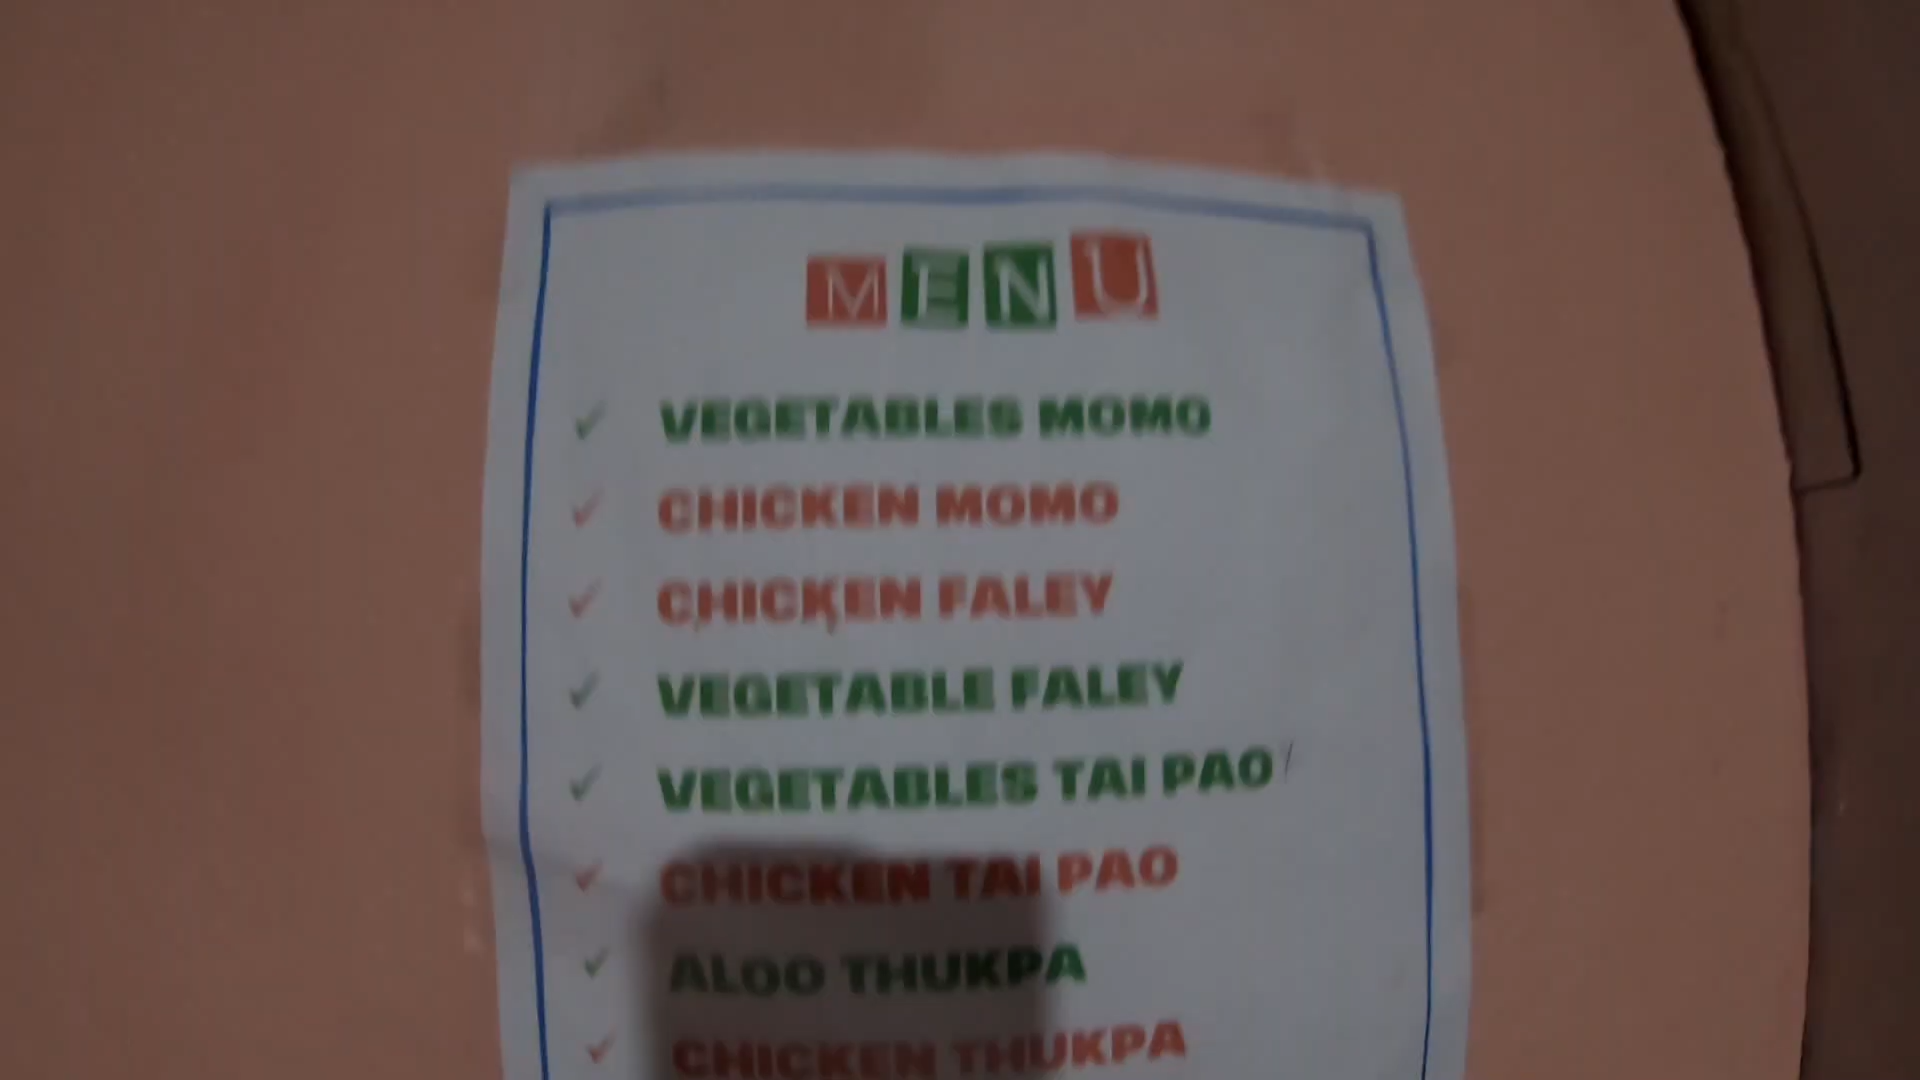 MENU
VEGETABLES MOMO
CHICKEN MOMO
CHICKEN FALEY
VEGETABLE FALEY
VEGETABLES TAI PAO
CHICKEN TAI PAO
ALOO THUKPA
CHICKEN THUKPA